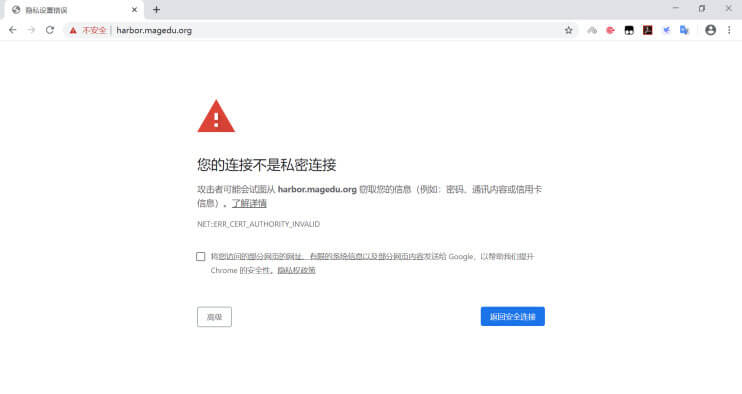 隐私设置错误
不安全 | harbor.magedu.org
您的连接不是私密连接
攻击者可能会试图从 harbor.magedu.org 窃取您的信息（例如：密码、通讯内容或信用卡
信息）。了解详情
NET::ERR_CERT_AUTHORITY_INVALID
将您访问的部分网页的网址、有限的系统信息以及部分网页内容发送给 Google，以帮助我们提升
Chrome 的安全性。隐私权政策
高级
返回安全连接